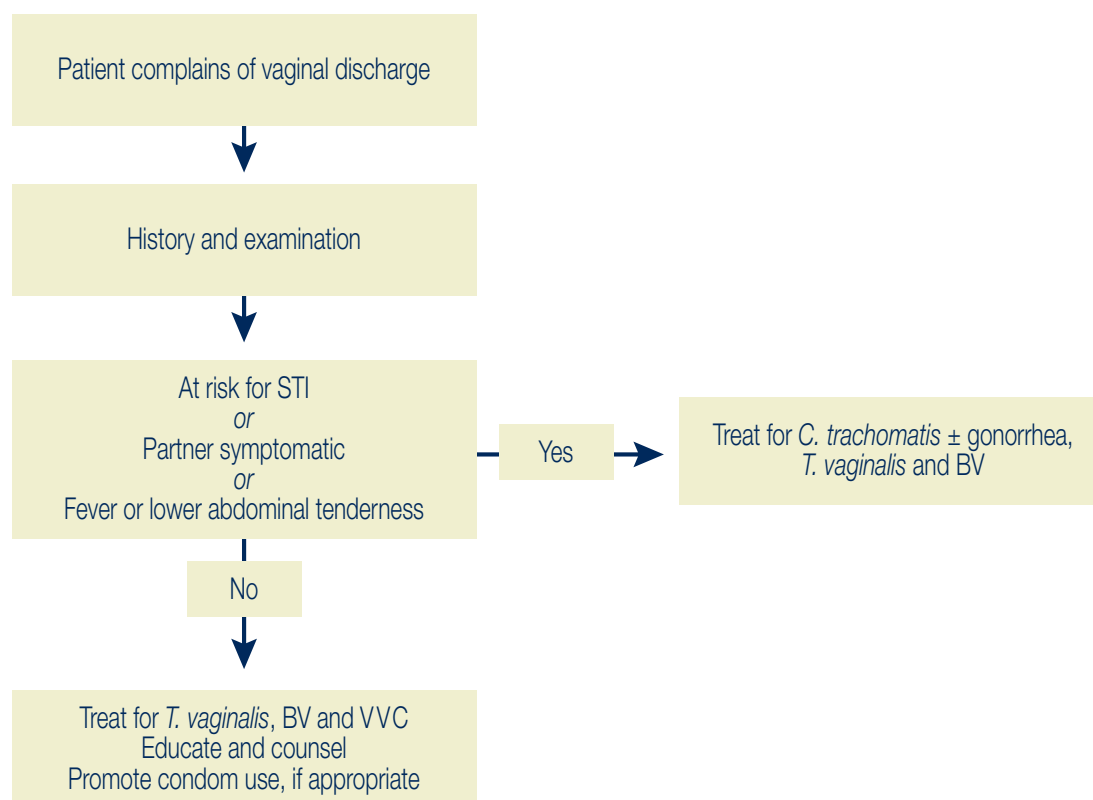 Patient complains of vaginal discharge
History and examination
At risk for STI
or
Partner symptomatic
or
Fever or lower abdominal tenderness
Yes
Treat for C. trachomatis ± gonorrhea,
T. vaginalis and BV
No
Treat for T. vaginalis, BV and VVC
Educate and counsel
Promote condom use, if appropriate